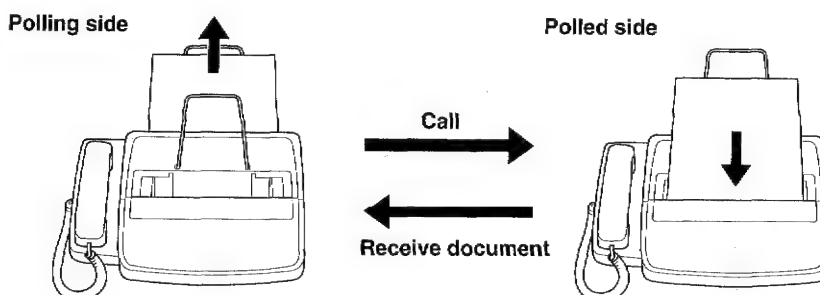 Polling side
Polled side
Call
Receive document